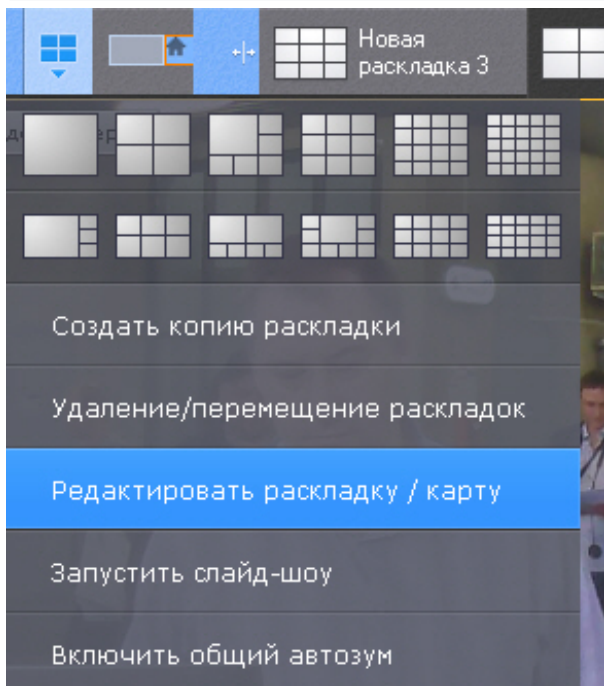 Новая
раскладка 3
Создать копию раскладки
Удаление/перемещение раскладок
Редактировать раскладку / карту
Запустить слайд-шоу
Включить общий автозум